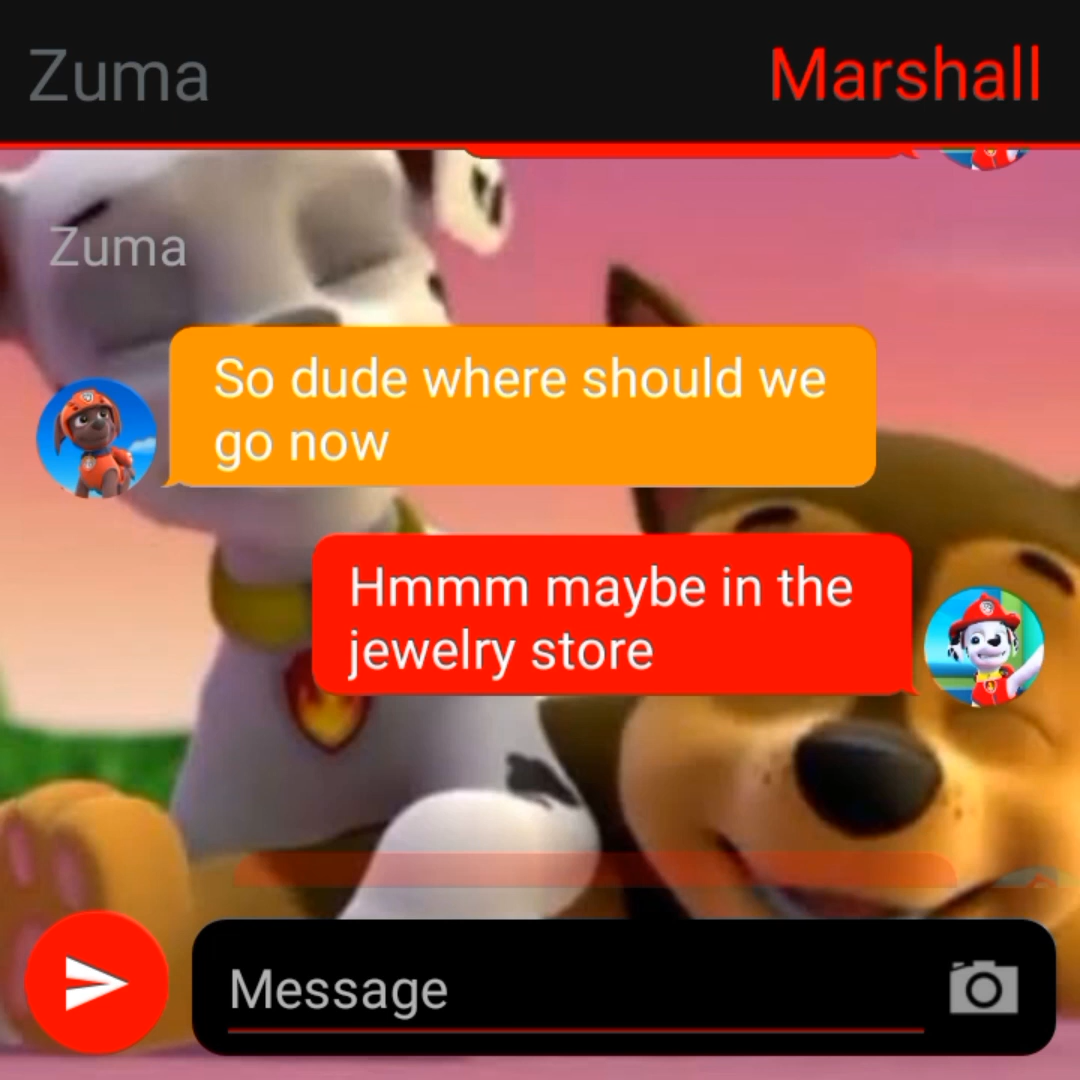 Zuma
Marshall
Zuma
So dude where should we
go now
Hmmm maybe in the
jewelry store
Message